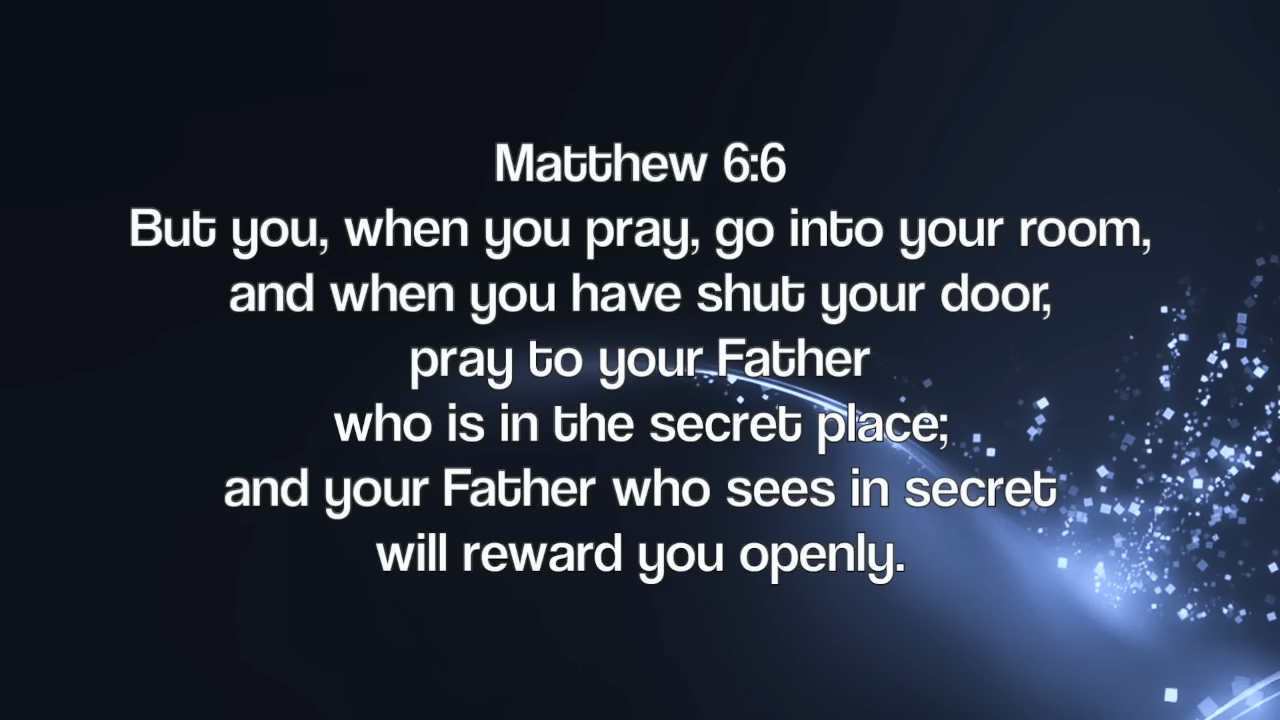 Matthew 6:6
But you, when you pray, go into your room,
and when you have shut your door,
pray to your Father
who is in the secret place;
and your Father who sees in secret
will reward you openly.